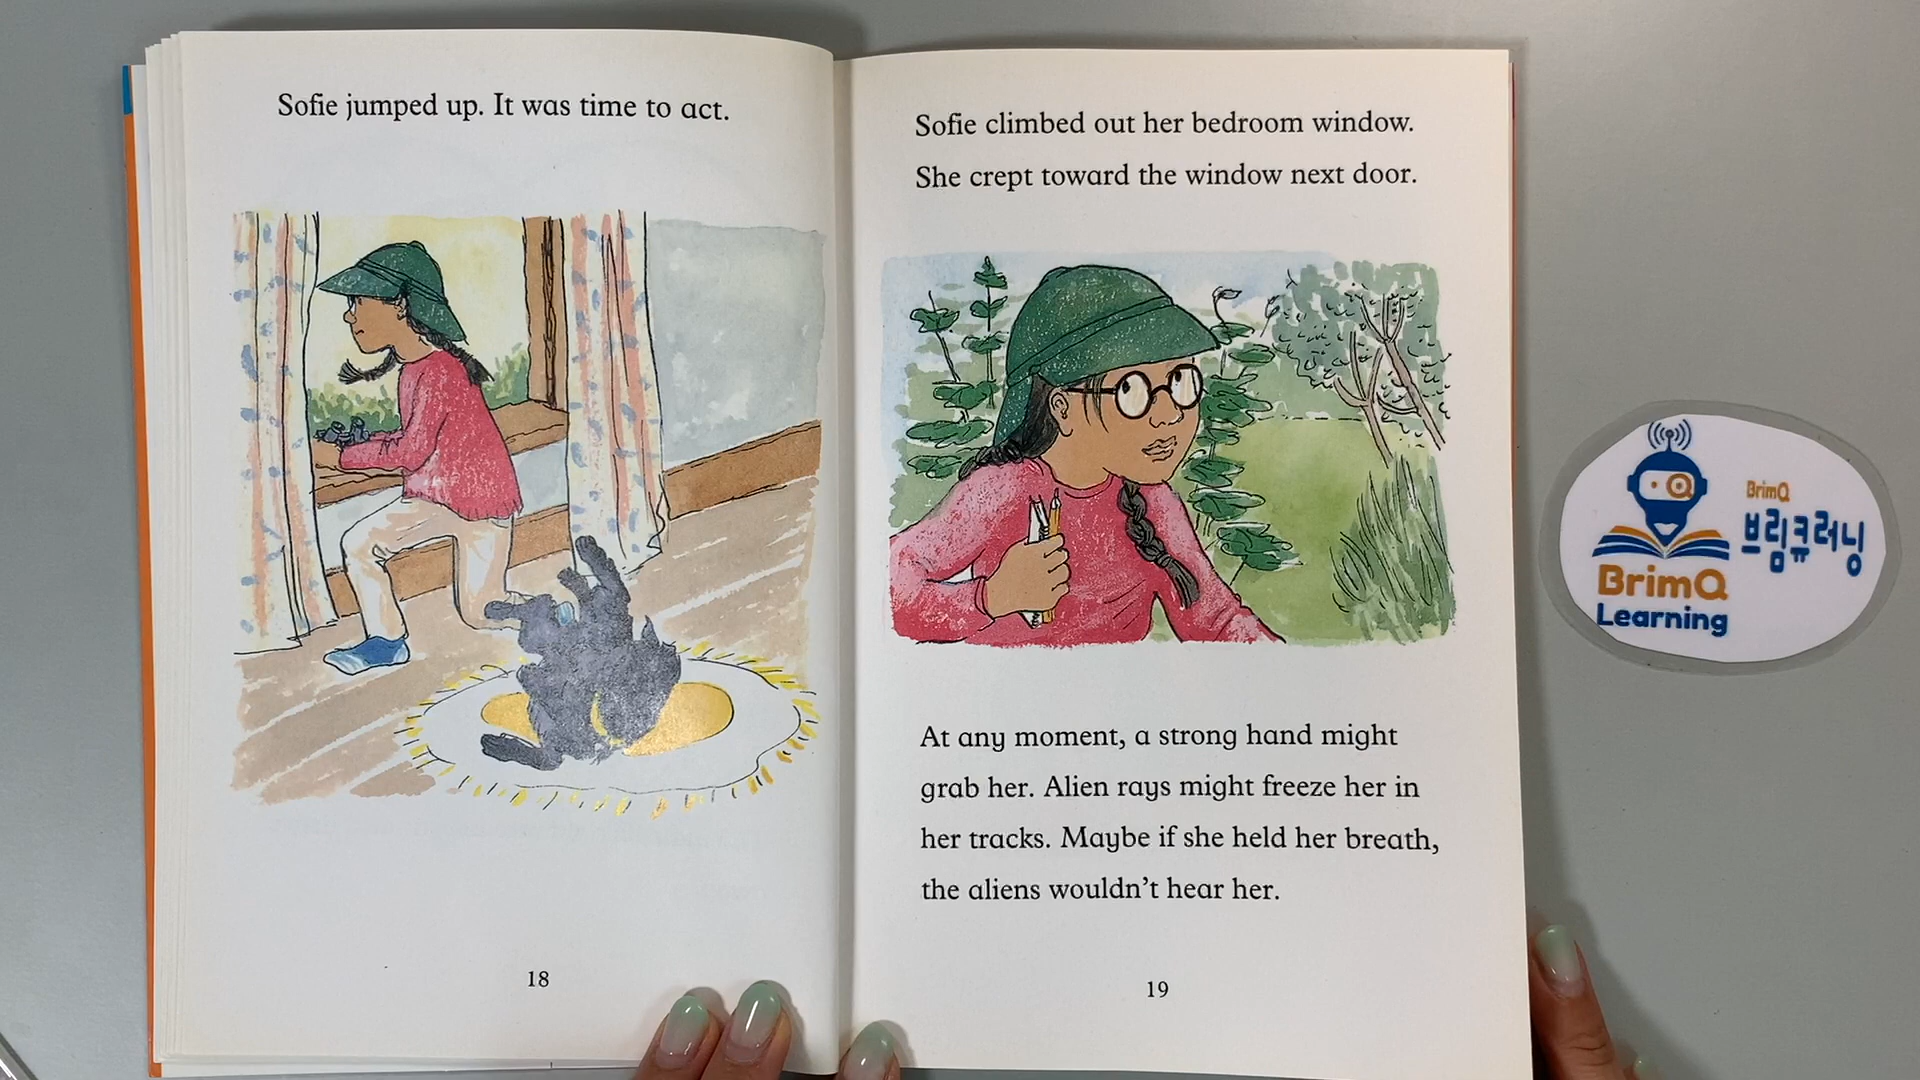 Sofie jumped up. It was time to act.
18
Sofie climbed out her bedroom window.
She crept toward the window next door.
At any moment, a strong hand might
grab her. Alien rays might freeze her in
her tracks. Maybe if she held her breath,
the aliens wouldn't hear her.
19
BrimQ
브림큐러닝
BrimQ
Learning